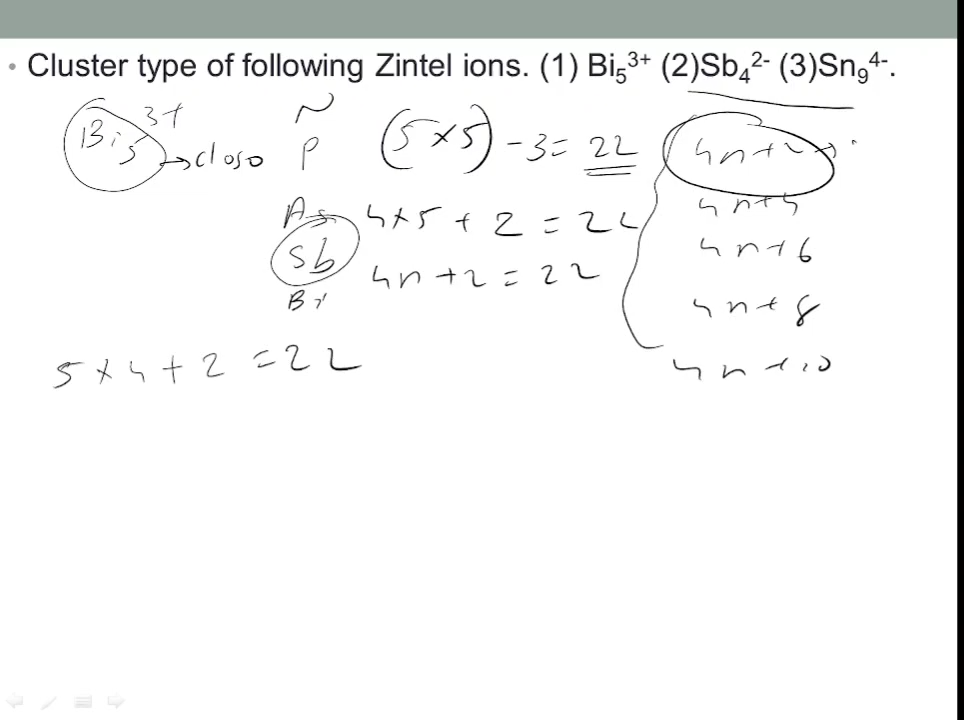 • Cluster type of following Zintel ions. (1) Bi₅³⁺ (2)Sb₄²⁻ (3)Sn₉⁴⁻.
Bi₅³⁺ → closo
N
P
As
Sb
Bi
(5×5) - 3 = 22
4×5 + 2 = 22
4n + 2 = 22
4n+2 →
4n+4
4n+6
4n+8
4n+10
5×4+2 = 22